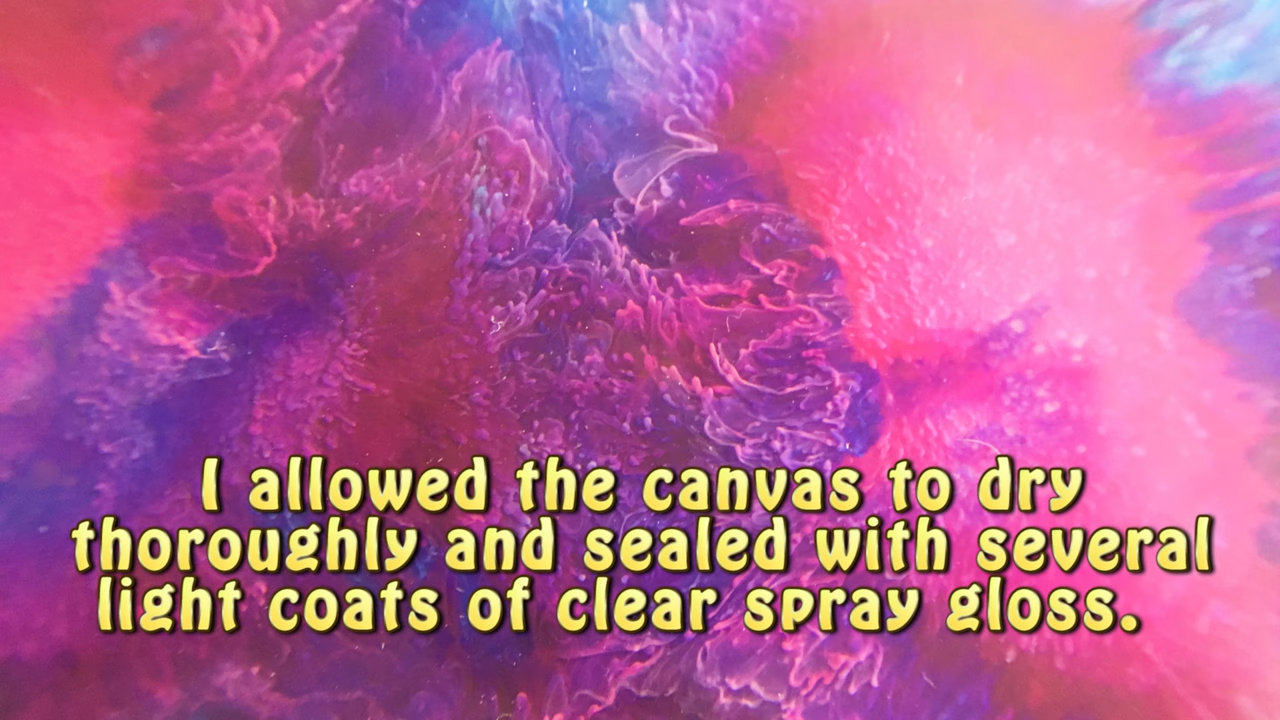 I allowed the canvas to dry
thoroughly and sealed with several
light coats of clear spray gloss.